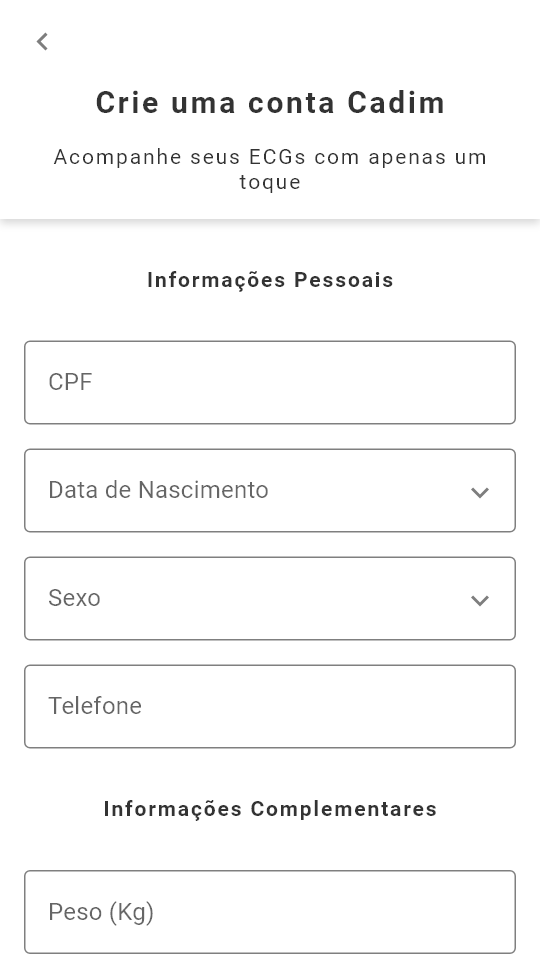 Crie uma conta Cadim
Acompanhe seus ECGs com apenas um
toque
Informações Pessoais
CPF
Data de Nascimento
Sexo
Telefone
Informações Complementares
Peso (Kg)